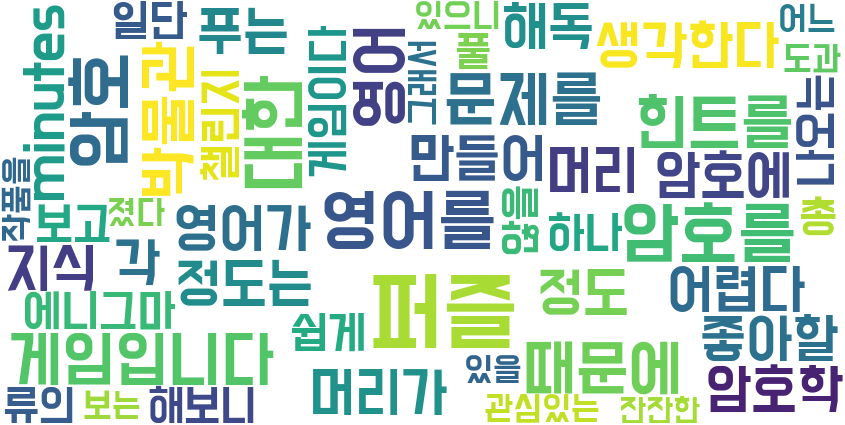 있으니
어느
일단
푸는
해독
생각한다
풀
도과
그래서
minutes
암호
박물관
챌린지
대한
게임이다
영어
문제를
힌트를
누구나
만들어
머리
암호에
작품을
보고
졌다
영어가
영어를
않을
하나
암호를
총
지식
각
정도는
에니그마
쉽게
퍼즐
정도
어렵다
게임입니다
머리가
있을
때문에
좋아할
암호학
류의
보는
해보니
관심있는
잔잔한